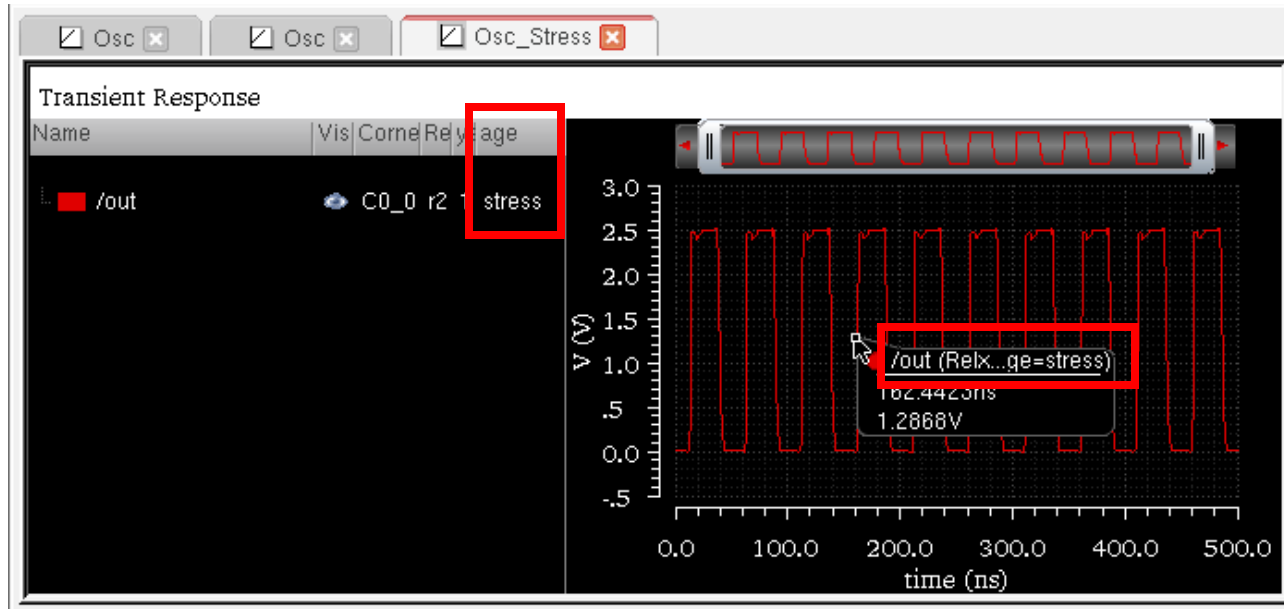 Osc Osc Osc_Stress
Transient Response
Name Vis Corne Re y age
/out C0_0 r2 1 stress
3.0
2.5
2.0
1.5
1.0
.5
0.0
-.5
V (V)
/out (Relx...ge=stress)
162.4423ns
1.2868V
0.0 100.0 200.0 300.0 400.0 500.0
time (ns)